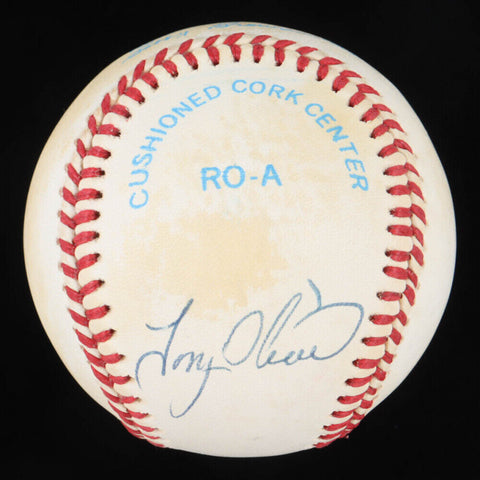 CUSHIONED CORK CENTER
RO-A
Tony Oliva